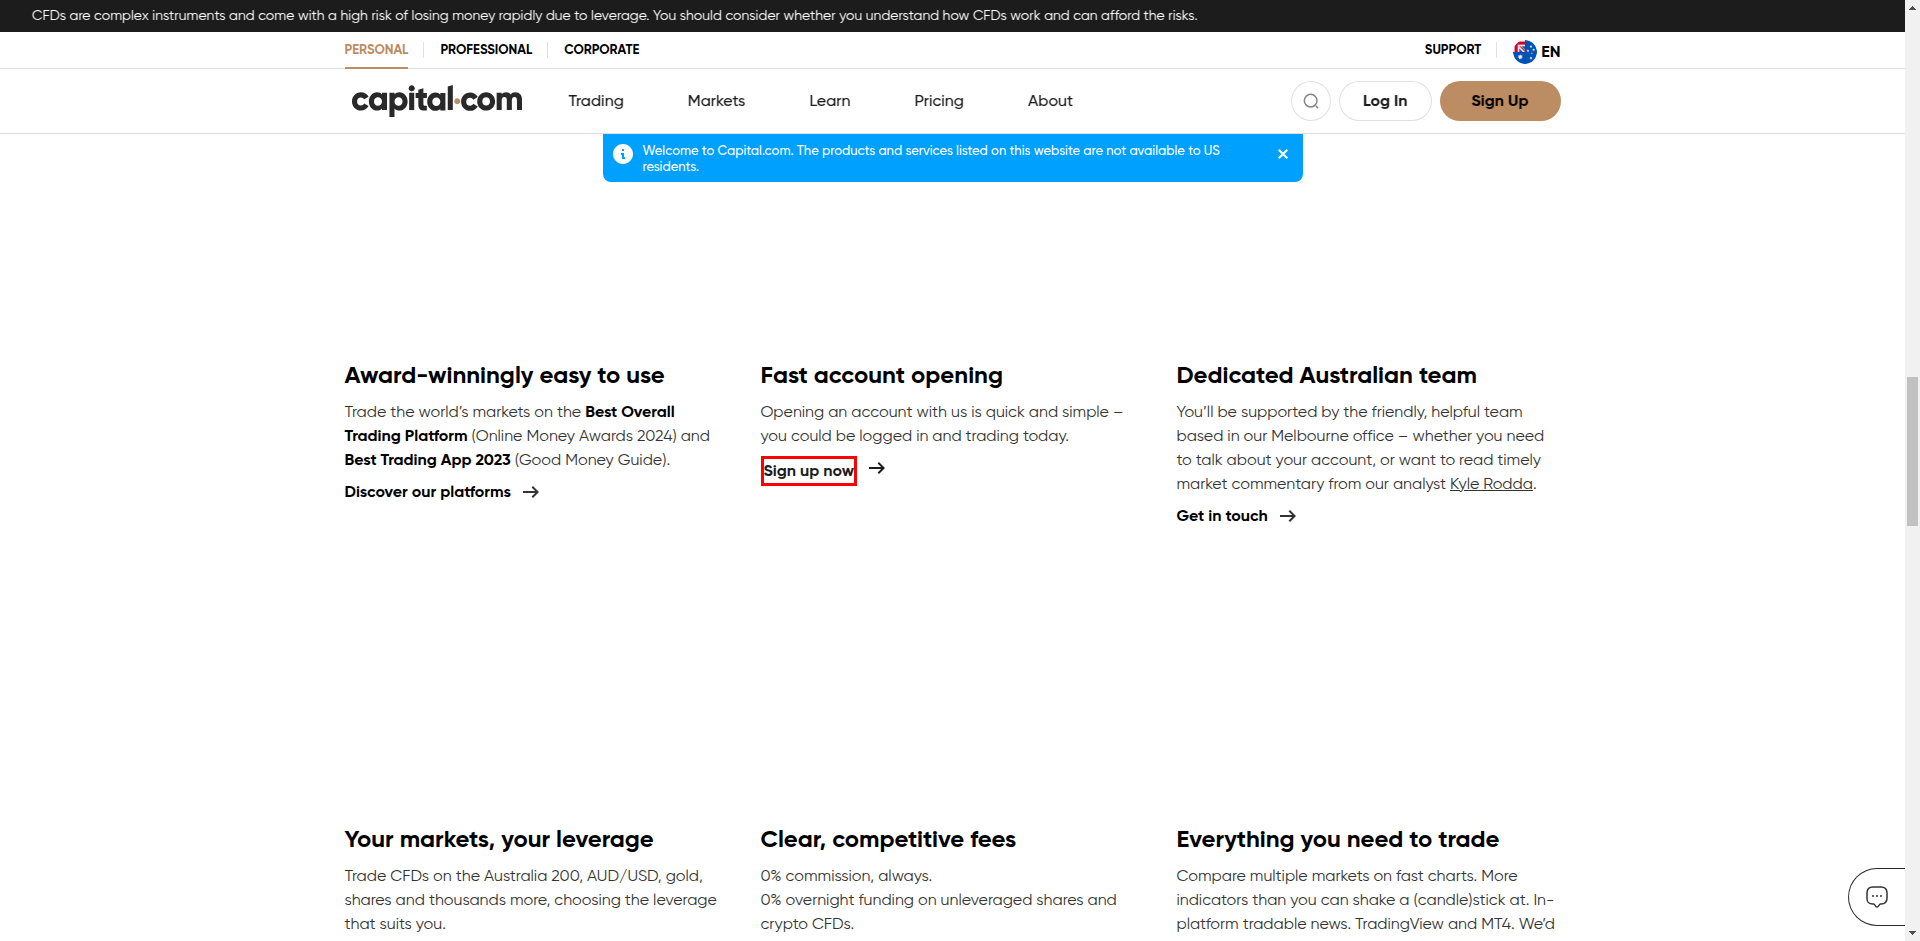 CFDs are complex instruments and come with a high risk of losing money rapidly due to leverage. You should consider whether you understand how CFDs work and can afford the risks.
PERSONAL
PROFESSIONAL
CORPORATE
SUPPORT
EN
capital.com
Trading
Markets
Learn
Pricing
About
Log In
Sign Up
Welcome to Capital.com. The products and services listed on this website are not available to US
residents.
Award-winningly easy to use
Trade the world's markets on the Best Overall
Trading Platform (Online Money Awards 2024) and
Best Trading App 2023 (Good Money Guide).
Discover our platforms
Fast account opening
Opening an account with us is quick and simple –
you could be logged in and trading today.
Sign up now
Dedicated Australian team
You'll be supported by the friendly, helpful team
based in our Melbourne office – whether you need
to talk about your account, or want to read timely
market commentary from our analyst Kyle Rodda.
Get in touch
Your markets, your leverage
Trade CFDs on the Australia 200, AUD/USD, gold,
shares and thousands more, choosing the leverage
that suits you.
Clear, competitive fees
0% commission, always.
0% overnight funding on unleveraged shares and
crypto CFDs.
Everything you need to trade
Compare multiple markets on fast charts. More
indicators than you can shake a (candle)stick at. In-
platform tradable news. TradingView and MT4. We'd